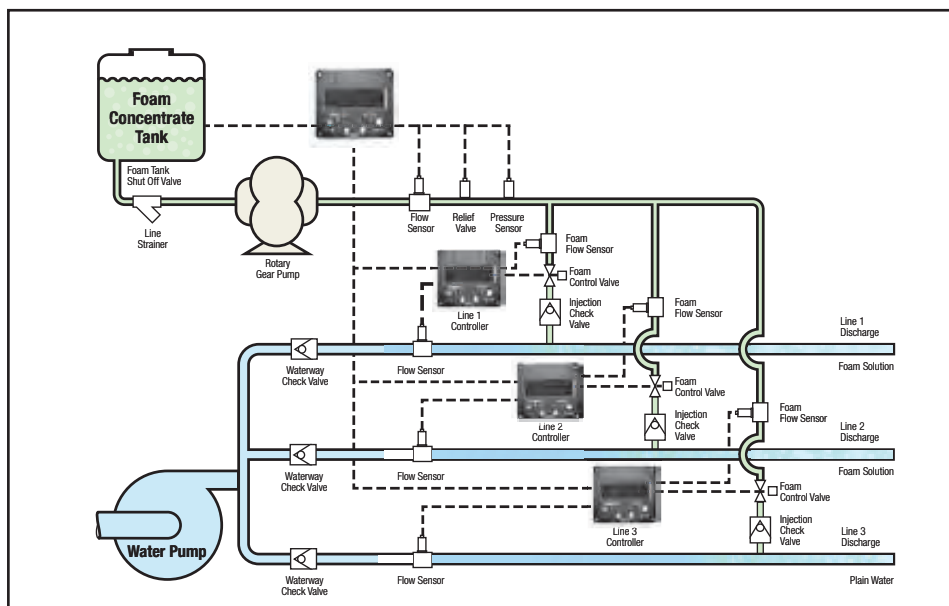 Foam
Concentrate
Tank
Foam Tank
Shut Off Valve
Line
Strainer
Rotary
Gear Pump
Flow
Sensor
Relief
Valve
Pressure
Sensor
Foam
Flow Sensor
Foam
Control Valve
Injection
Check
Valve
Line 1
Controller
Foam
Flow Sensor
Line 1
Discharge
Waterway
Check Valve
Flow Sensor
Foam Solution
Foam
Control Valve
Line 2
Controller
Injection
Check
Valve
Foam
Flow Sensor
Line 2
Discharge
Waterway
Check Valve
Flow Sensor
Foam Solution
Foam
Control Valve
Line 3
Controller
Injection
Check
Valve
Line 3
Discharge
Water Pump
Waterway
Check Valve
Flow Sensor
Plain Water